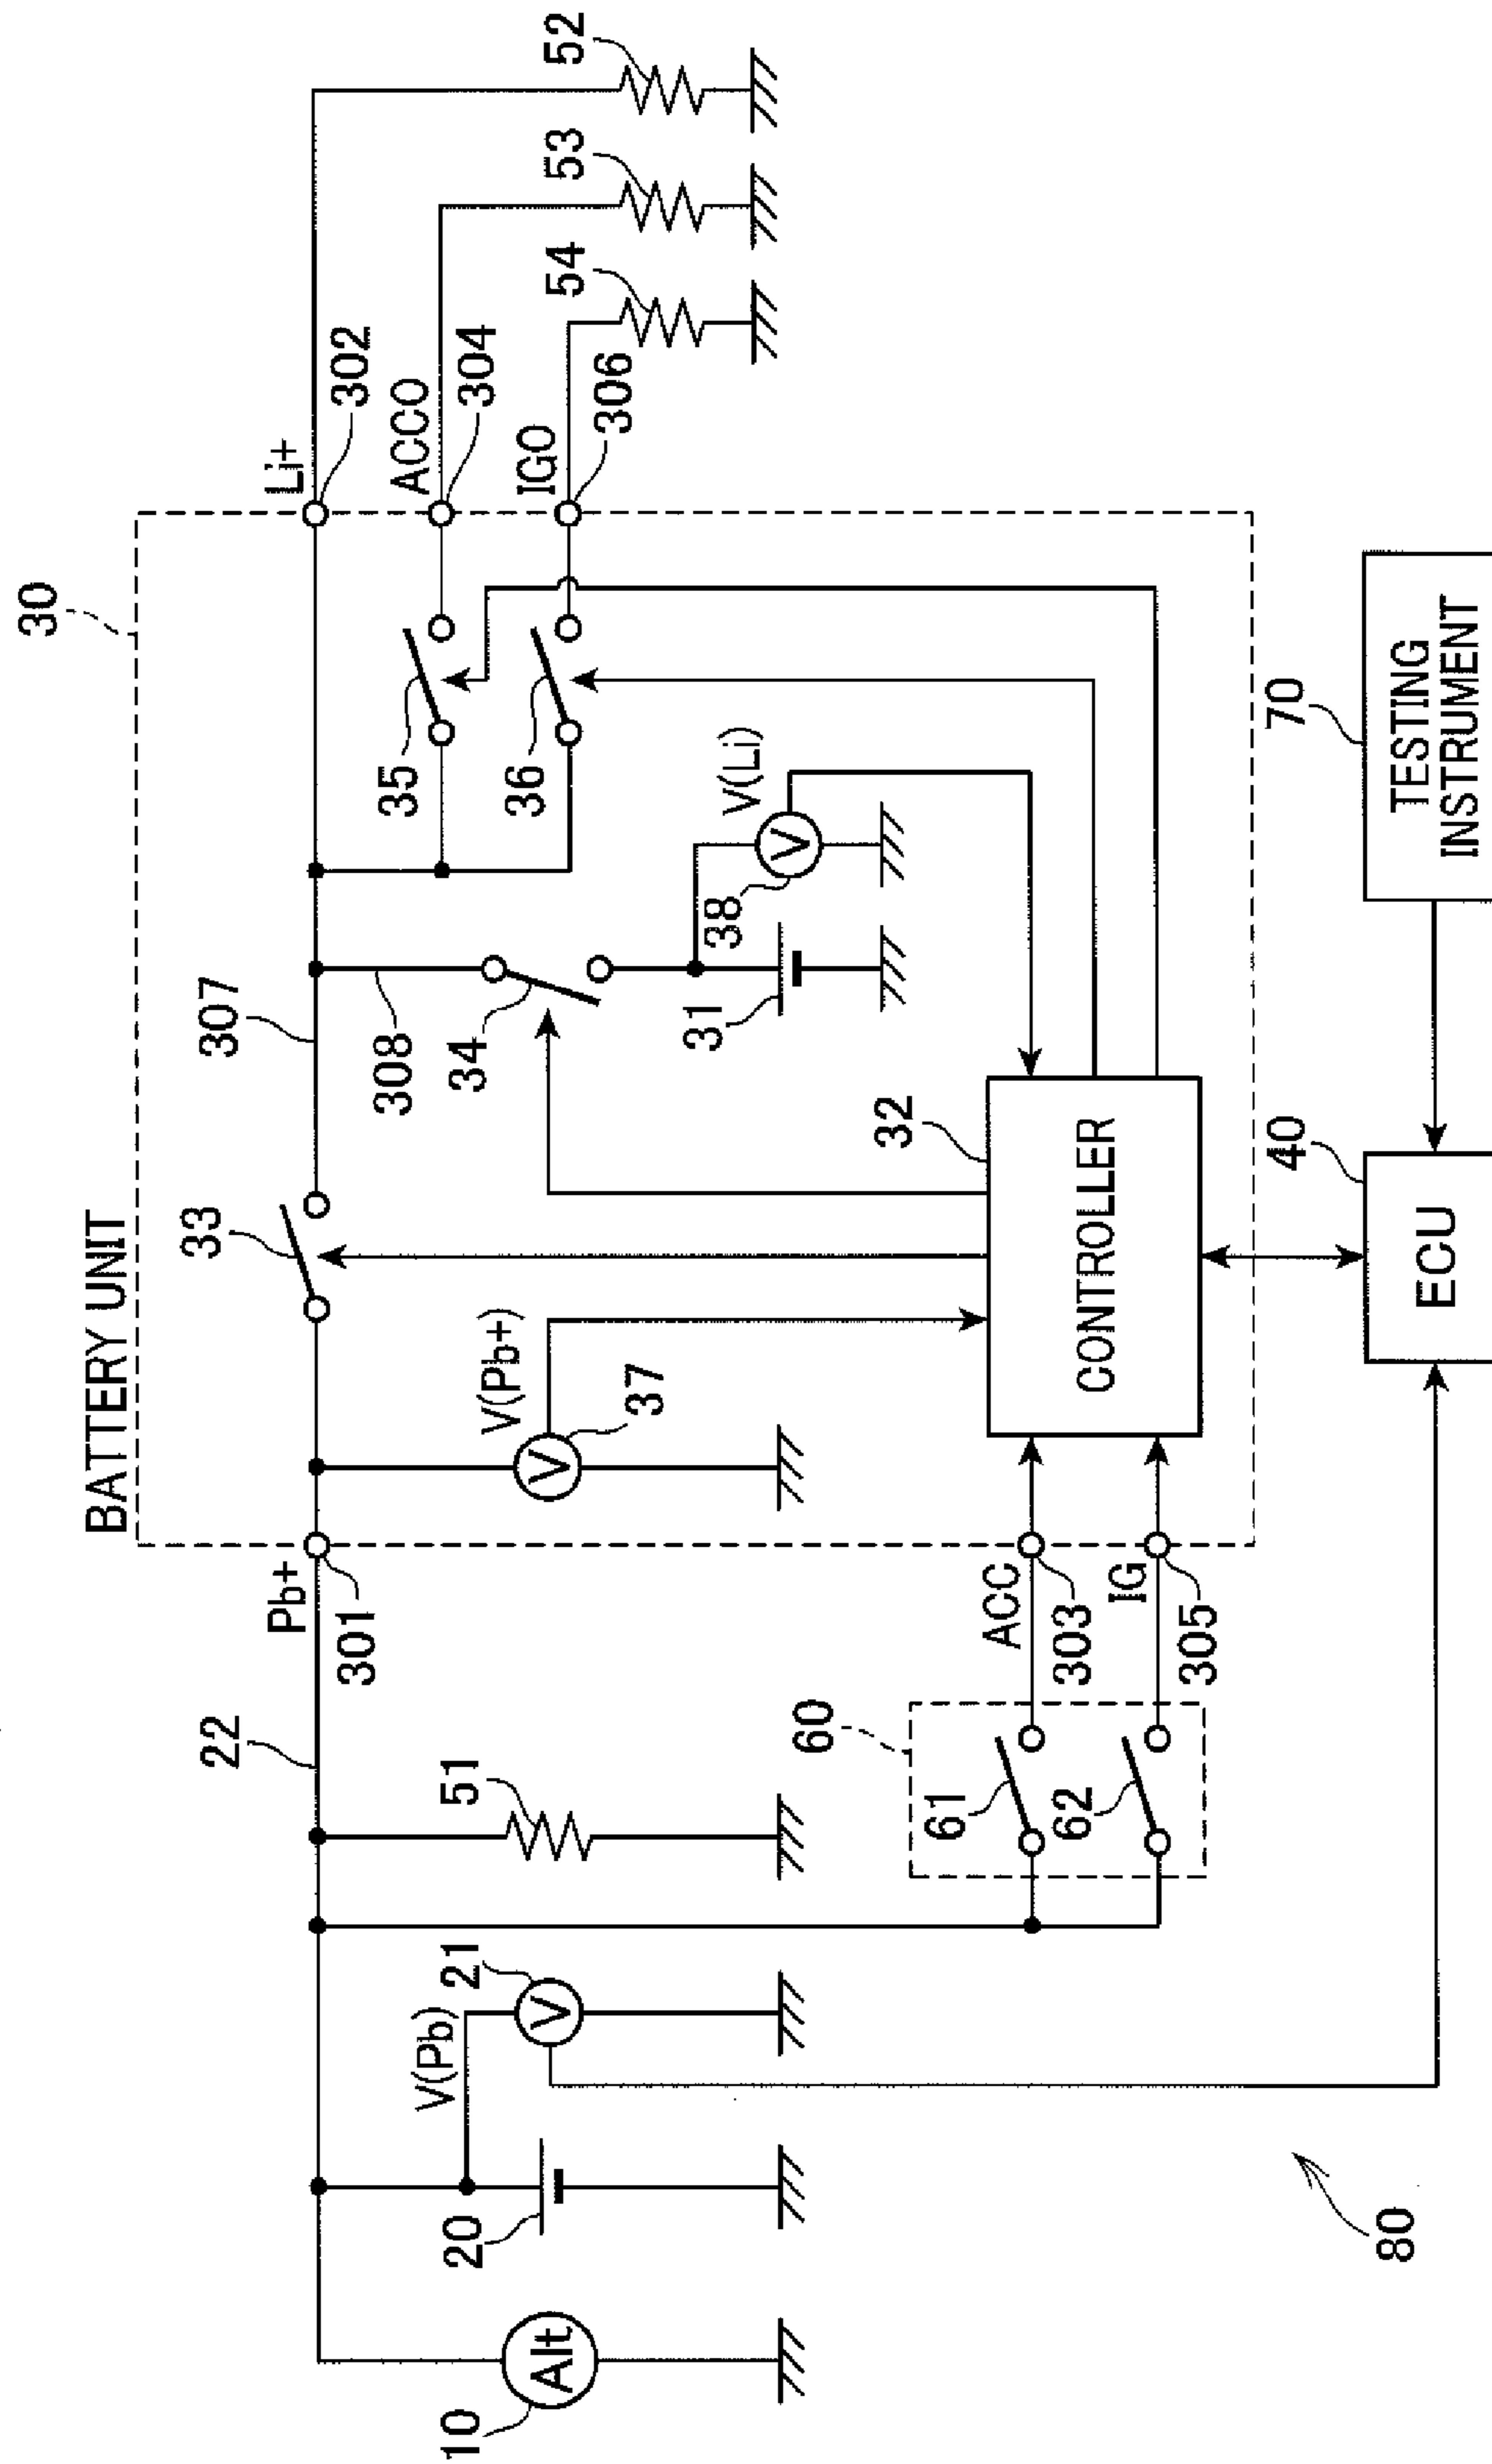 BATTERY UNIT
30
22
Pb+
301
33
307
Li+
302
52
308
35
ACCO
304
53
34
36
IGO
306
54
10
Alt
20
V(Pb)
21
V
51
V(Pb+)
V
37
31
38
V
V(Li)
60
61
62
ACC
303
IG
305
32
CONTROLLER
80
40
ECU
70
TESTING
INSTRUMENT